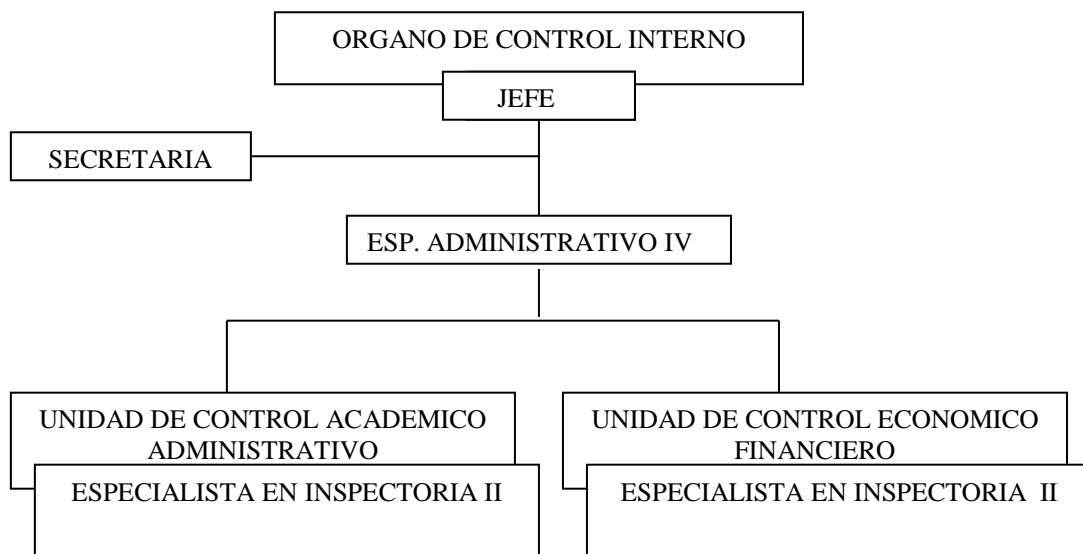 ORGANO DE CONTROL INTERNO
JEFE
SECRETARIA
ESP. ADMINISTRATIVO IV
UNIDAD DE CONTROL ACADEMICO
ADMINISTRATIVO
ESPECIALISTA EN INSPECTORIA II
UNIDAD DE CONTROL ECONOMICO
FINANCIERO
ESPECIALISTA EN INSPECTORIA II